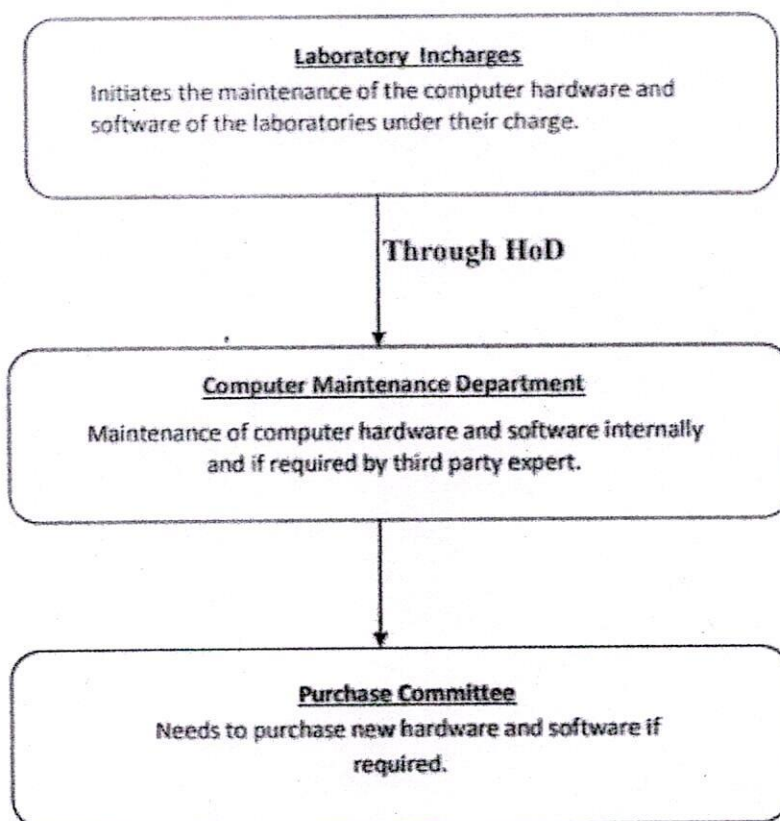 Laboratory Incharges
Initiates the maintenance of the computer hardware and
software of the laboratories under their charge.
Through HoD
Computer Maintenance Department
Maintenance of computer hardware and software internally
and if required by third party expert.
Purchase Committee
Needs to purchase new hardware and software if
required.